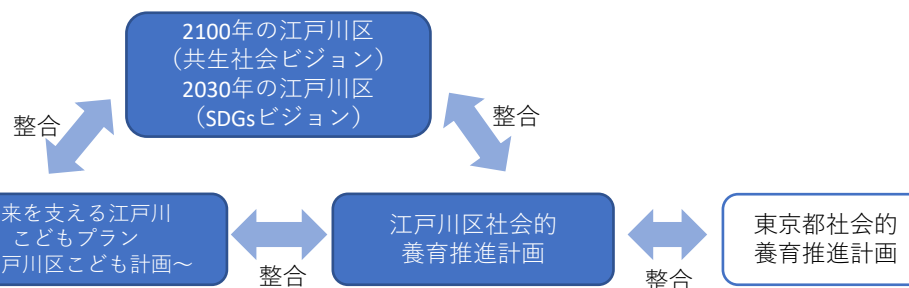 2100年の江戸川区
（共生社会ビジョン）
2030年の江戸川区
（SDGsビジョン）
整合
整合
来を支える江戸川
こどもプラン
戸川区こども計画～
整合
江戸川区社会的
養育推進計画
整合
東京都社会的
養育推進計画